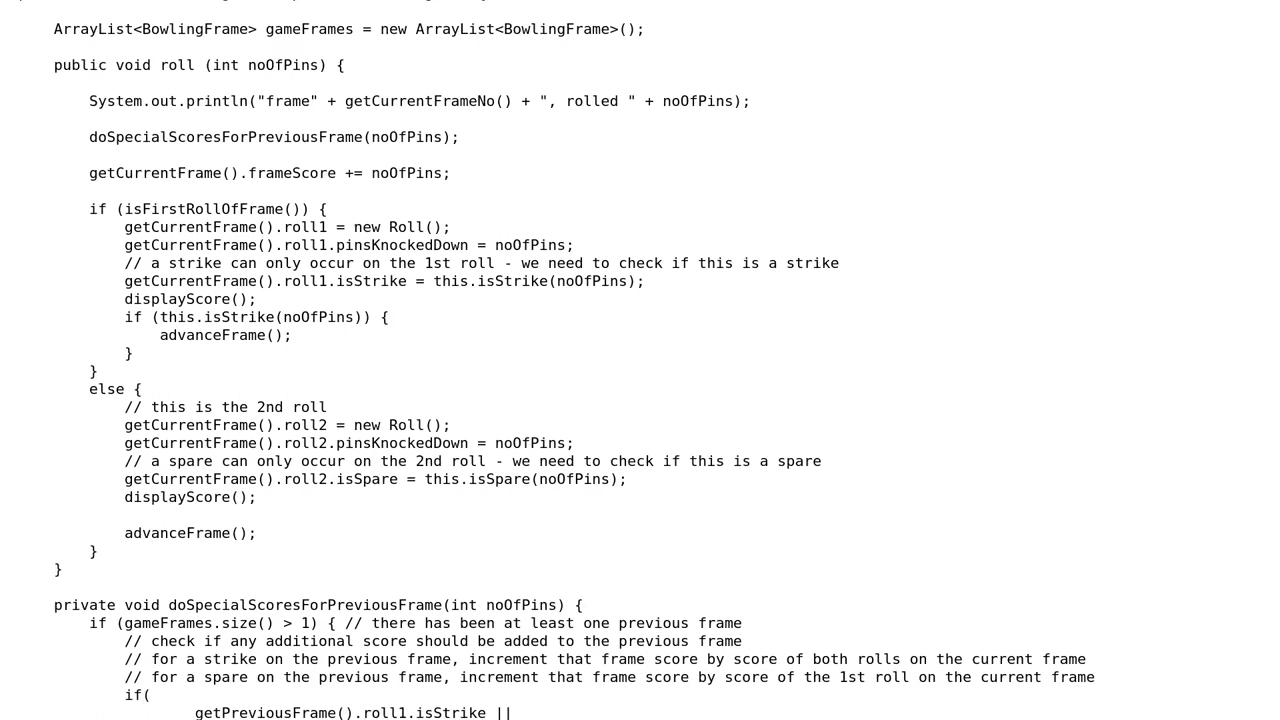 ArrayList<BowlingFrame> gameFrames = new ArrayList<BowlingFrame>();
public void roll (int noOfPins) {
System.out.println("frame" + getCurrentFrameNo() + ", rolled " + noOfPins);
doSpecialScoresForPreviousFrame(noOfPins);
getCurrentFrame().frameScore += noOfPins;
if (isFirstRollOfFrame()) {
getCurrentFrame().roll1 = new Roll();
getCurrentFrame().roll1.pinsKnockedDown = noOfPins;
// a strike can only occur on the 1st roll - we need to check if this is a strike
getCurrentFrame().roll1.isStrike = this.isStrike(noOfPins);
displayScore();
if (this.isStrike(noOfPins)) {
advanceFrame();
}
}
else {
// this is the 2nd roll
getCurrentFrame().roll2 = new Roll();
getCurrentFrame().roll2.pinsKnockedDown = noOfPins;
// a spare can only occur on the 2nd roll - we need to check if this is a spare
getCurrentFrame().roll2.isSpare = this.isSpare(noOfPins);
displayScore();
advanceFrame();
}
}
private void doSpecialScoresForPreviousFrame(int noOfPins) {
if (gameFrames.size() > 1) { // there has been at least one previous frame
// check if any additional score should be added to the previous frame
// for a strike on the previous frame, increment that frame score by score of both rolls on the current frame
// for a spare on the previous frame, increment that frame score by score of the 1st roll on the current frame
if(
getPreviousFrame().roll1.isStrike ||